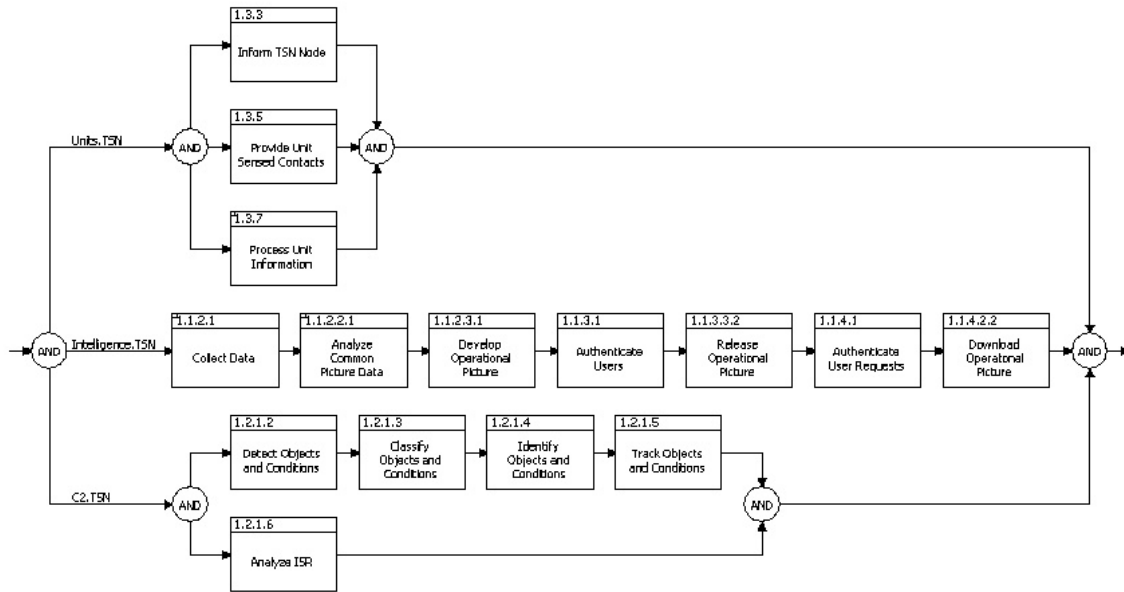 1.3.3
Inform TSN Node
Units.TSN
AND
1.3.5
Provide Unit
Sensed Contacts
AND
1.3.7
Process Unit
Information
AND
Intelligence.TSN
1.1.2.1
Collect Data
1.1.2.2.1
Analyze
Common
Picture Data
1.1.2.3.1
Develop
Operational
Picture
1.1.3.1
Authenticate
Users
1.1.3.3.2
Release
Operational
Picture
1.1.4.1
Authenticate
User Requests
1.1.4.2.2
Download
Operational
Picture
AND
C2.TSN
AND
1.2.1.2
Detect Objects
and Conditions
1.2.1.3
Classify
Objects and
Conditions
1.2.1.4
Identify
Objects and
Conditions
1.2.1.5
Track Objects
and Conditions
AND
1.2.1.6
Analyze ISR